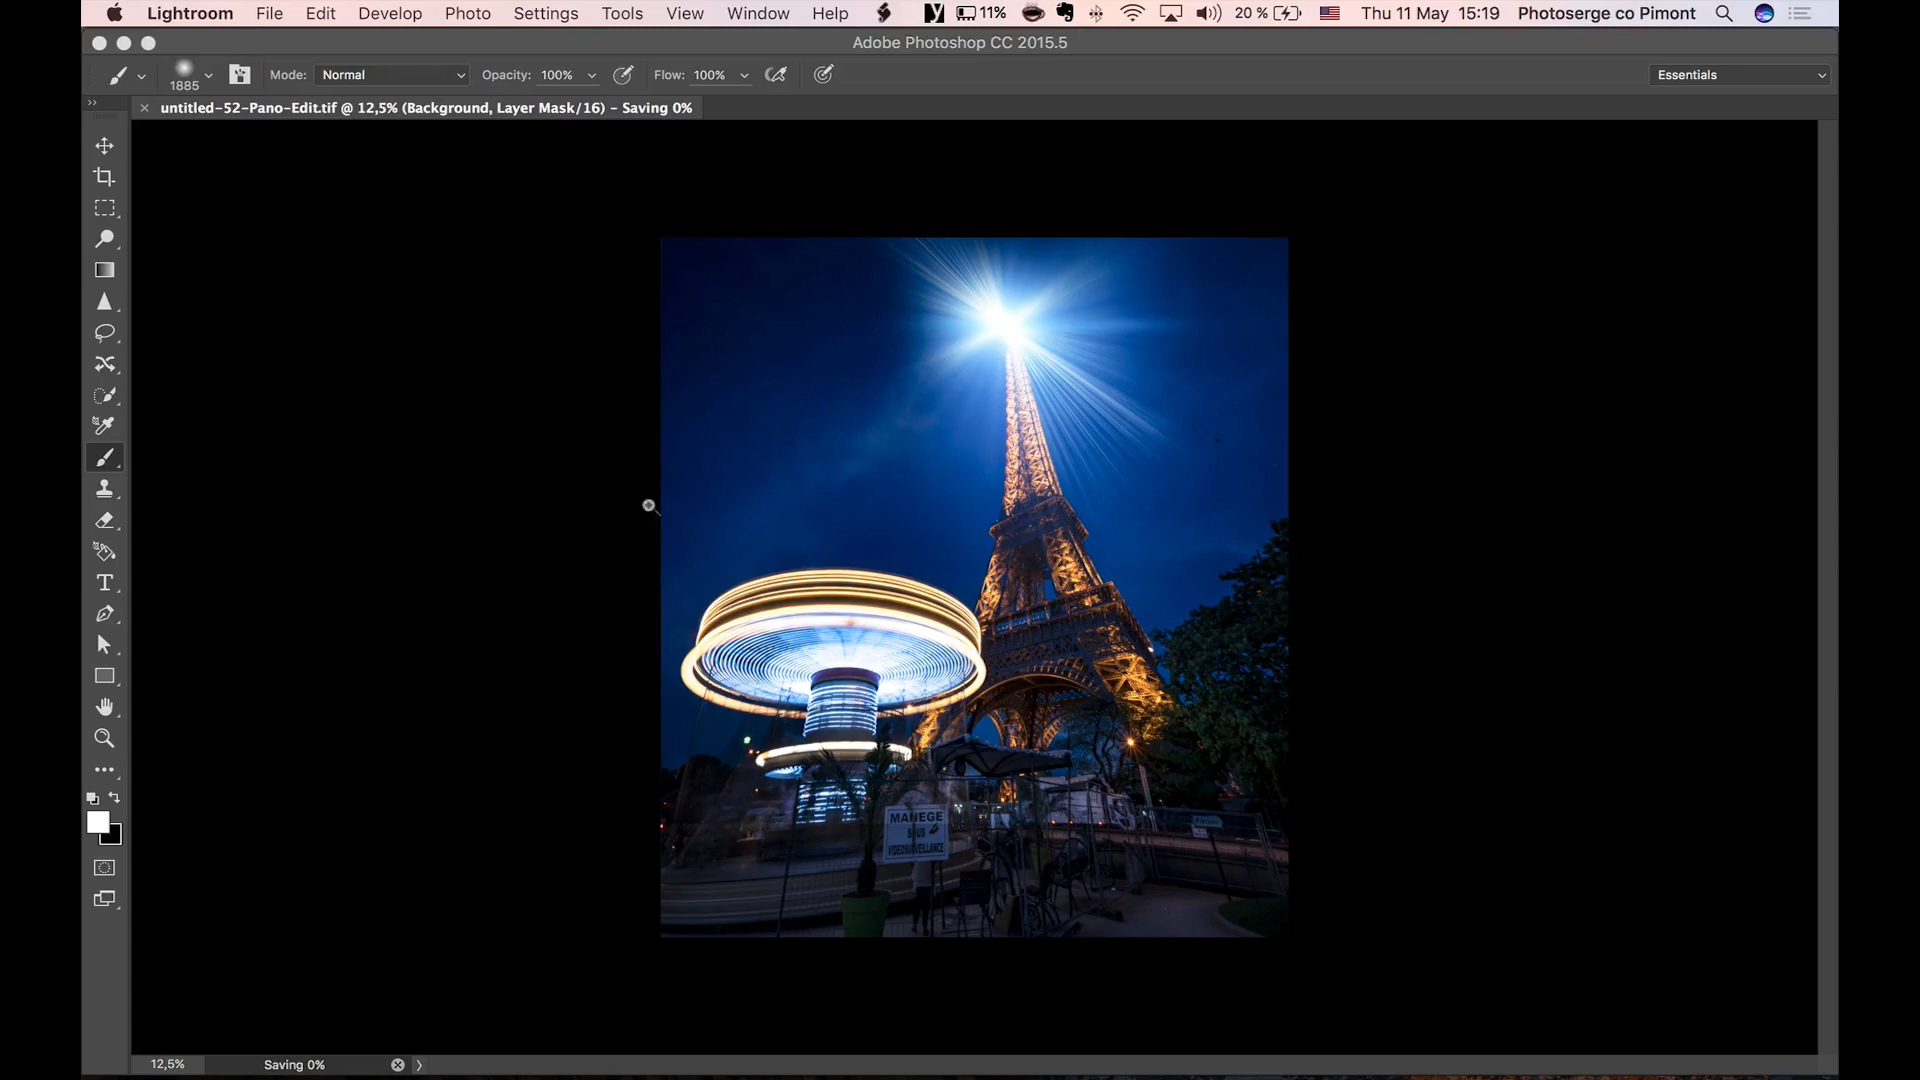 Lightroom File Edit Develop Photo Settings Tools View Window Help 11% 20 % Thu 11 May 15:19 Photoserge co Pimont
Adobe Photoshop CC 2015.5
1885 Mode: Normal Opacity: 100% Flow: 100% Essentials
untitled-52-Pano-Edit.tif @ 12,5% (Background, Layer Mask/16) - Saving 0%
MANEGE
SOUS
VIDEOSURVEILLANCE
12,5% Saving 0%